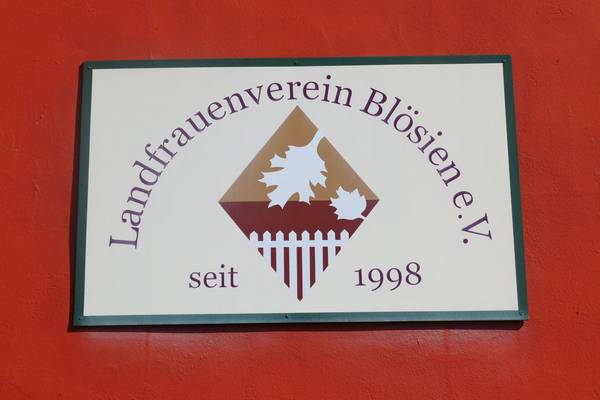 Landfrauenverein Blösien e.V.
seit 1998